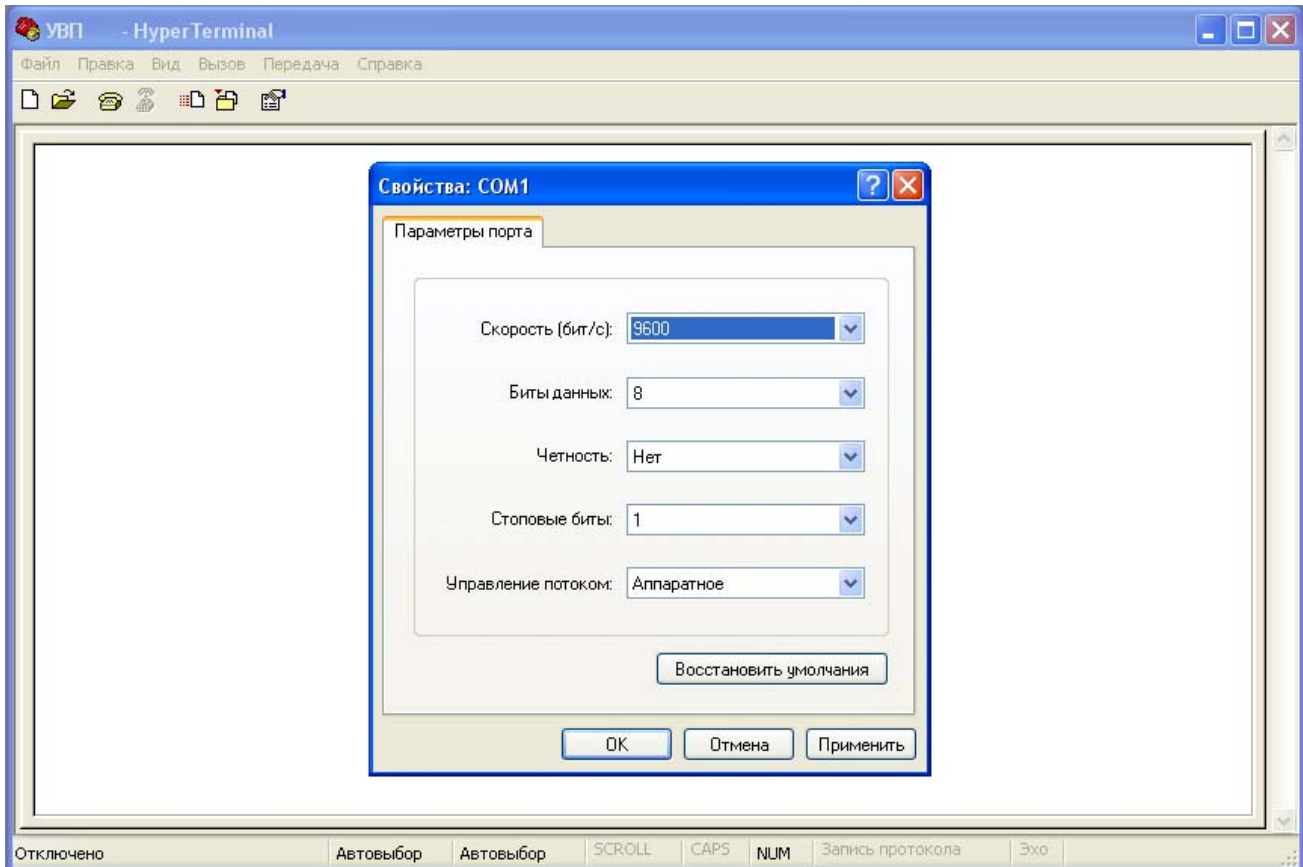 УВП - HyperTerminal
Файл Правка Вид Вызов Передача Справка
Свойства: COM1
Параметры порта
Скорость (бит/с): 9600
Биты данных: 8
Четность: Нет
Стоповые биты: 1
Управление потоком: Аппаратное
Восстановить умолчания
ОК Отмена Применить
Отключено Автовыбор Автовыбор SCROLL CAPS NUM Запись протокола Эхо